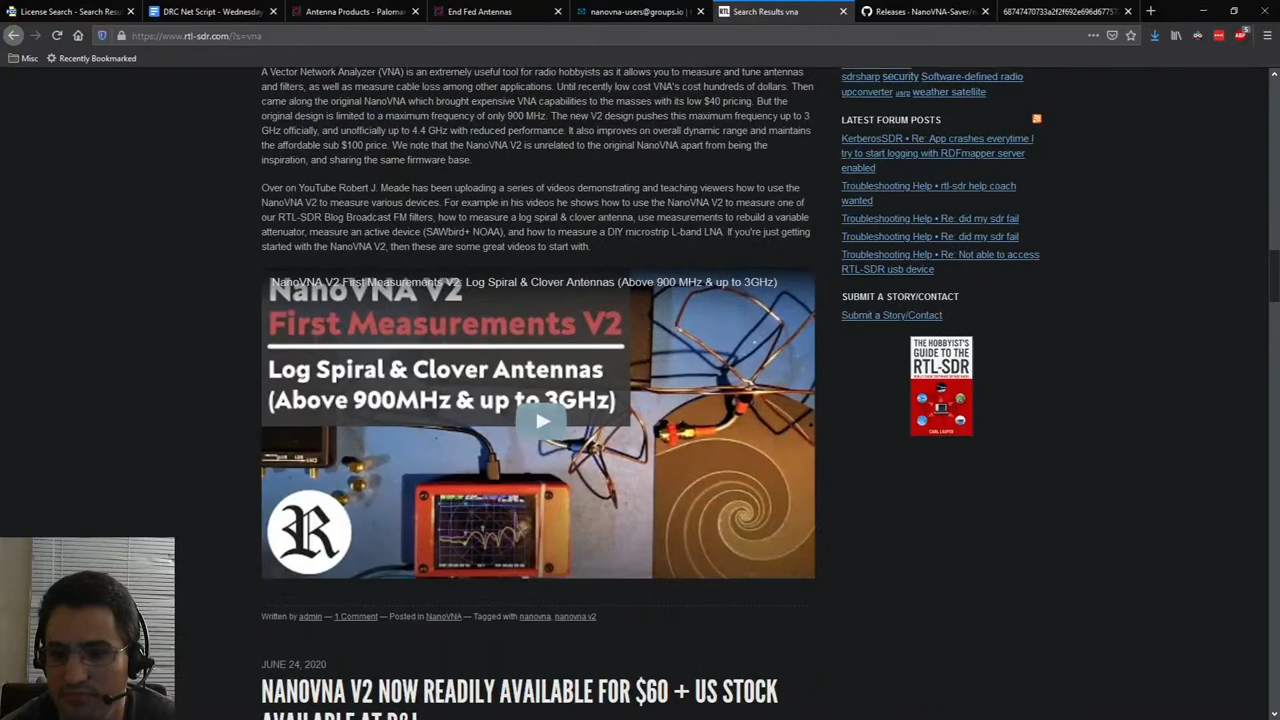 License Search - Search Resul
DRC Net Script - Wednesday
Antenna Products - Palomar
End Fed Antennas
nanovna-users@groups.io | H
Search Results vna
Releases · NanoVNA-Saver/n
68747470733a2f2f692e696d677572
https://www.rtl-sdr.com/?s=vna
Misc
Recently Bookmarked
A Vector Network Analyzer (VNA) is an extremely useful tool for radio hobbyists as it allows you to measure and tune antennas
and filters, as well as measure cable loss among other applications. Until recently low cost VNA's cost hundreds of dollars. Then
came along the original NanoVNA which brought expensive VNA capabilities to the masses with its low $40 pricing. But the
original design is limited to a maximum frequency of only 900 MHz. The new V2 design pushes this maximum frequency up to 3
GHz officially, and unofficially up to 4.4 GHz with reduced performance. It also improves on overall dynamic range and maintains
the affordable sub $100 price. We note that the NanoVNA V2 is unrelated to the original NanoVNA apart from being the
inspiration, and sharing the same firmware base.
Over on YouTube Robert J. Meade has been uploading a series of videos demonstrating and teaching viewers how to use the
NanoVNA V2 to measure various devices. For example in his videos he shows how to use the NanoVNA V2 to measure one of
our RTL-SDR Blog Broadcast FM filters, how to measure a log spiral & clover antenna, use measurements to rebuild a variable
attenuator, measure an active device (SAWbird+ NOAA), and how to measure a DIY microstrip L-band LNA. If you're just getting
started with the NanoVNA V2, then these are some great videos to start with.
NanoVNA V2 First Measurements V2: Log Spiral & Clover Antennas (Above 900 MHz & up to 3GHz)
NanoVNA V2
First Measurements V2
Log Spiral & Clover Antennas
(Above 900MHz & up to 3GHz)
R
Written by admin — 1 Comment — Posted in NanoVNA — Tagged with nanovna, nanovna v2
JUNE 24, 2020
NANOVNA V2 NOW READILY AVAILABLE FOR $60 + US STOCK
AVAILABLE AT R&L
sdrsharp security Software-defined radio
upconverter usrp weather satellite
LATEST FORUM POSTS
KerberosSDR • Re: App crashes everytime I
try to start logging with RDFmapper server
enabled
Troubleshooting Help • rtl-sdr help coach
wanted
Troubleshooting Help • Re: did my sdr fail
Troubleshooting Help • Re: did my sdr fail
Troubleshooting Help • Re: Not able to access
RTL-SDR usb device
SUBMIT A STORY/CONTACT
Submit a Story/Contact
THE HOBBYIST'S
GUIDE TO THE
RTL-SDR
CARL LAUFER